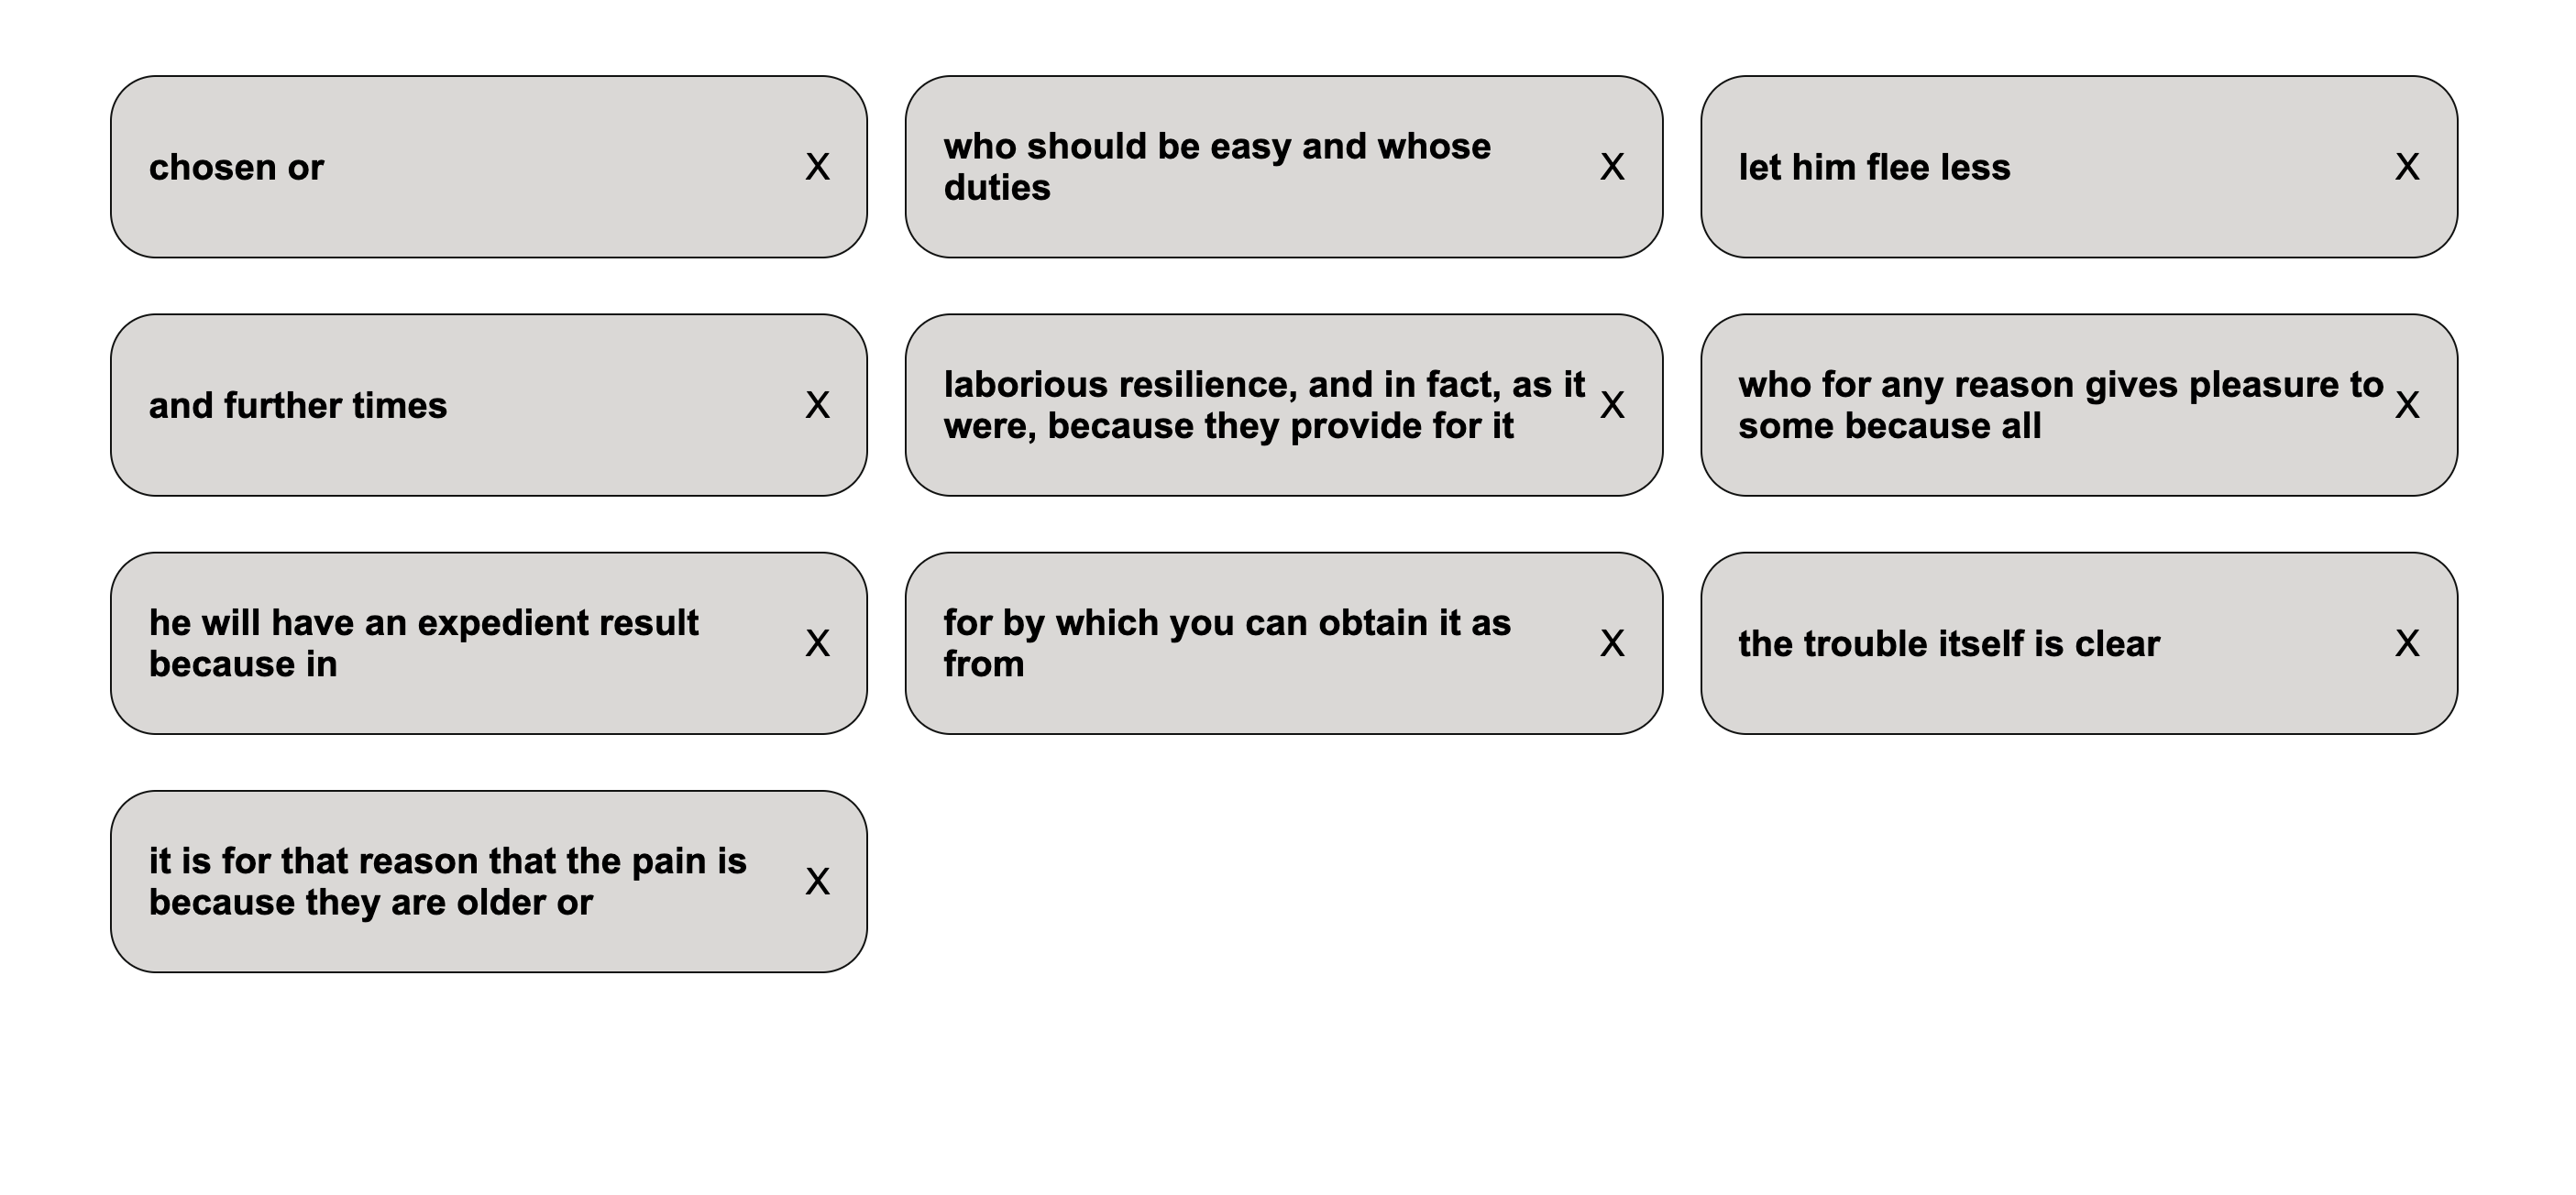 chosen or X
who should be easy and whose
duties X
let him flee less X
and further times X
laborious resilience, and in fact, as it
were, because they provide for it X
who for any reason gives pleasure to
some because all X
he will have an expedient result
because in X
for by which you can obtain it as
from X
the trouble itself is clear X
it is for that reason that the pain is
because they are older or X